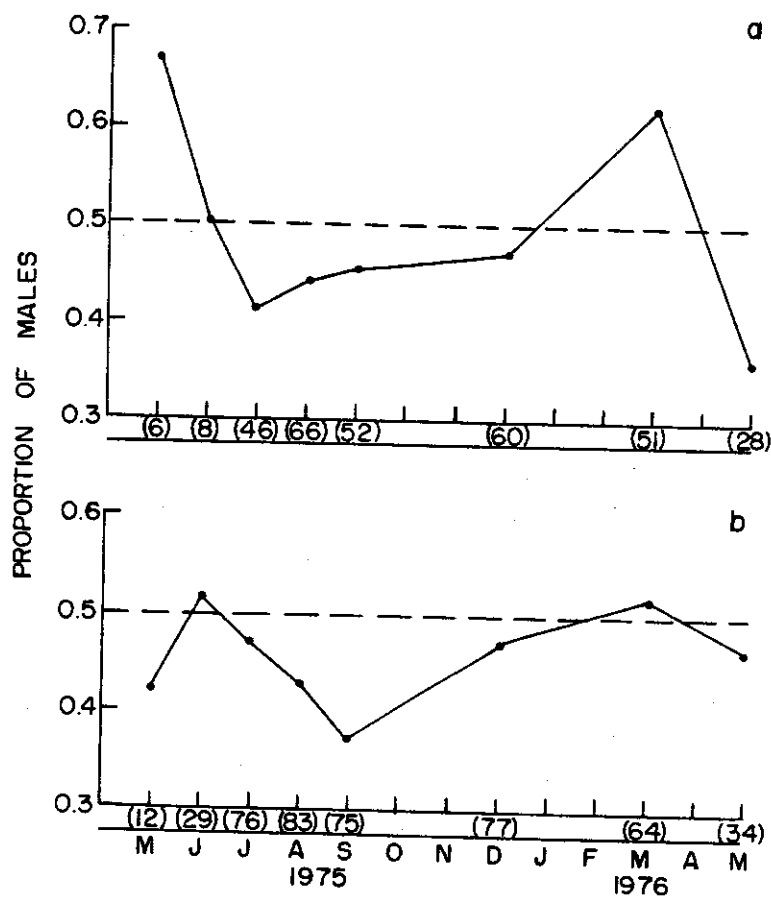 a
0.7
0.6
0.5
0.4
0.3
(6) (8) (46) (66) (52) (60) (51) (28)
PROPORTION OF MALES
b
0.6
0.5
0.4
0.3
(12) (29) (76) (83) (75) (77) (64) (34)
M J J A S O N D J F M A M
1975 1976